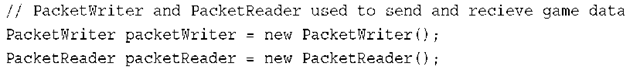 // PacketWriter and PacketReader used to send and recieve game data
PacketWriter packetWriter = new PacketWriter();
PacketReader packetReader = new PacketReader();